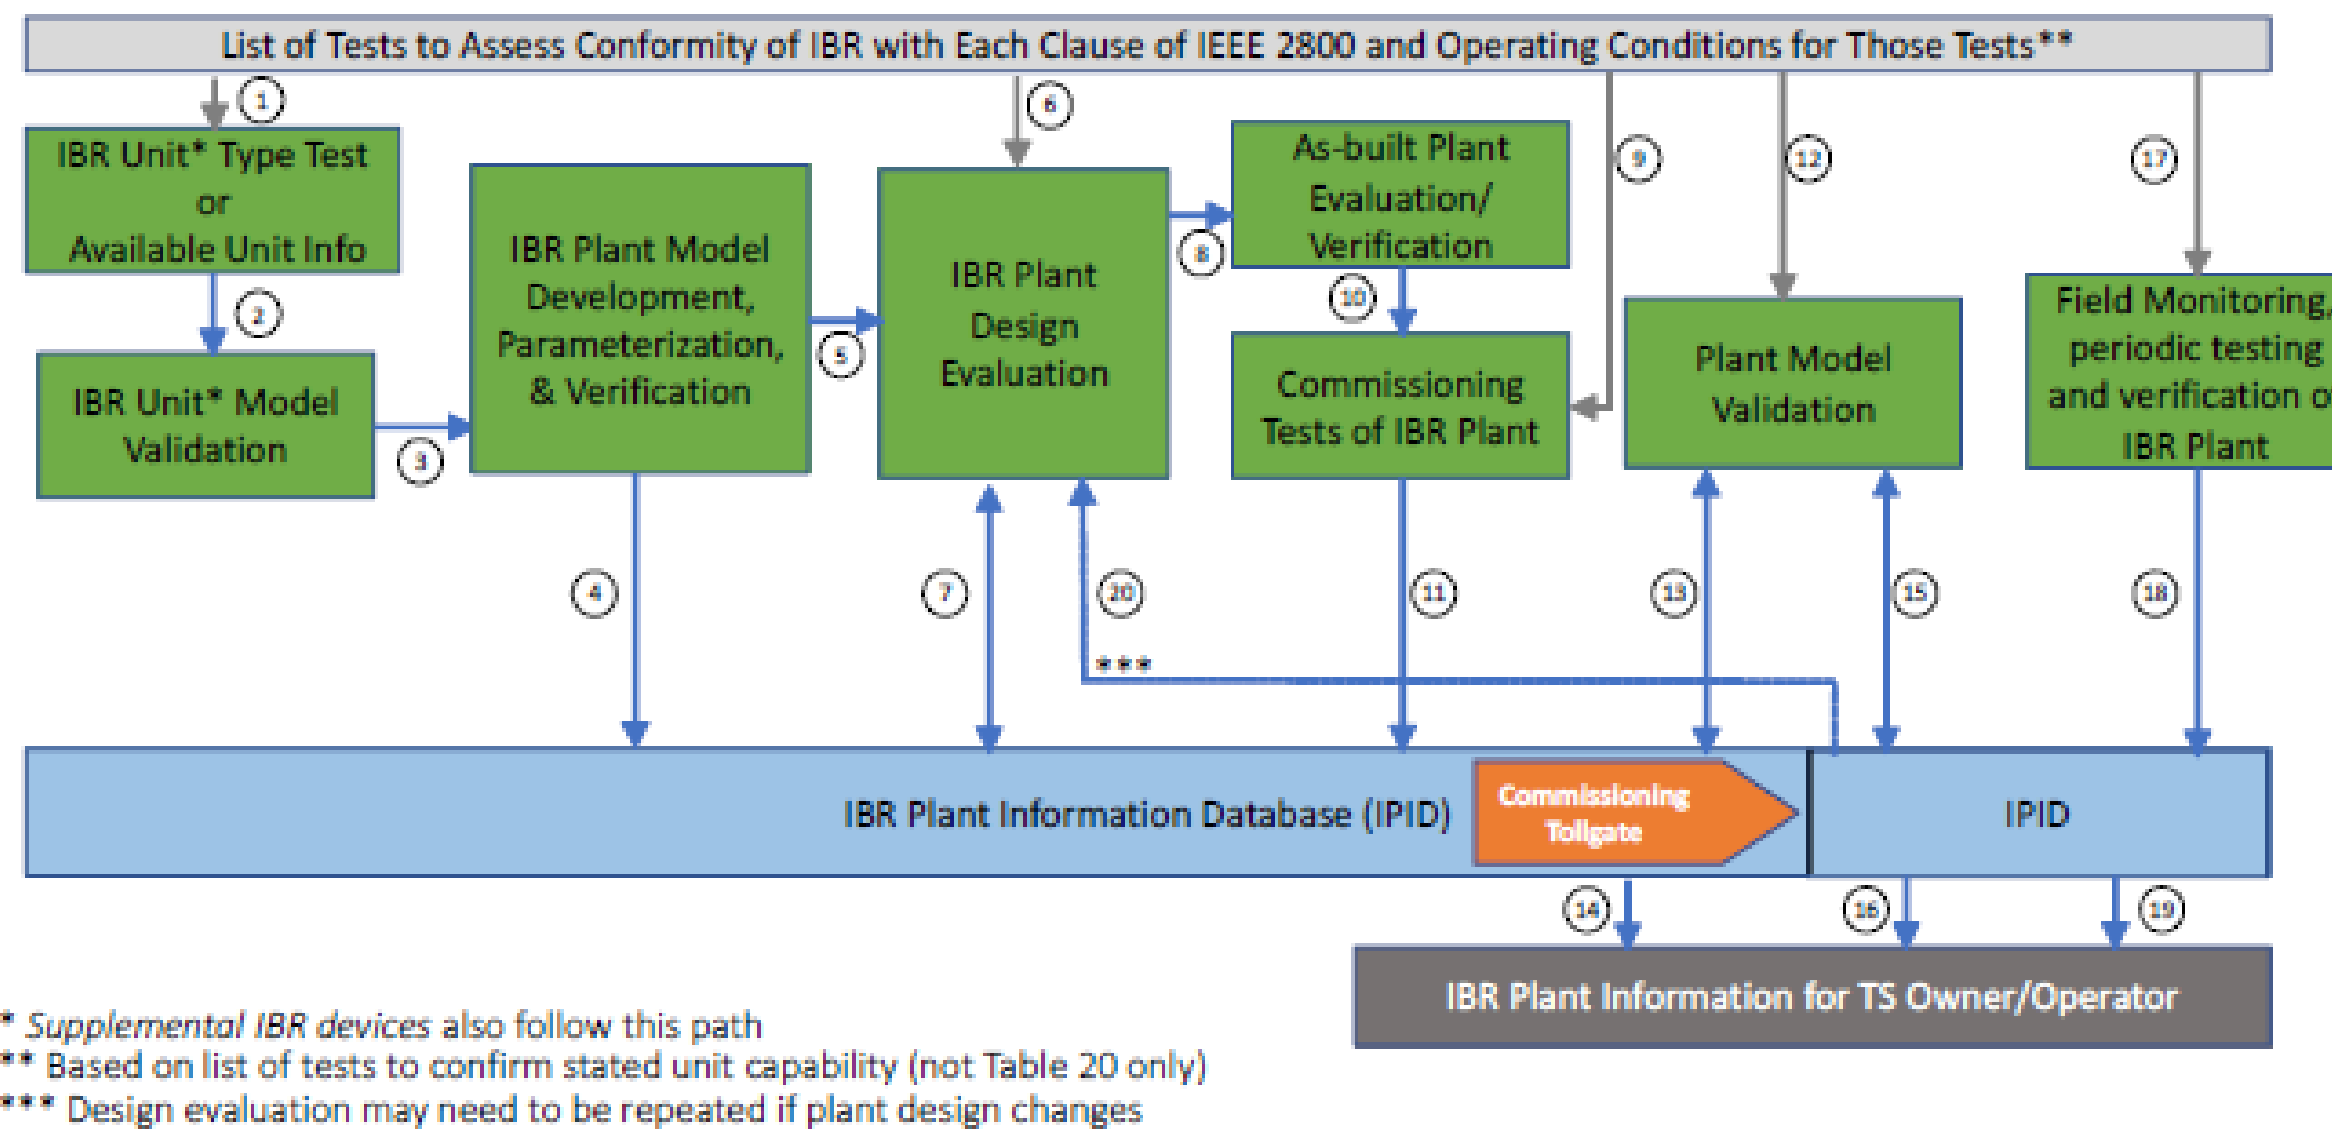 List of Tests to Assess Conformity of IBR with Each Clause of IEEE 2800 and Operating Conditions for Those Tests**
1
6
9
12
17
IBR Unit* Type Test
or
Available Unit Info
2
IBR Unit* Model
Validation
3
IBR Plant Model
Development,
Parameterization,
& Verification
5
IBR Plant
Design
Evaluation
8
As-built Plant
Evaluation/
Verification
10
Commissioning
Tests of IBR Plant
Plant Model
Validation
Field Monitoring,
periodic testing
and verification o
IBR Plant
4
7
20
11
13
15
18
***
IBR Plant Information Database (IPID)
Commissioning
Tollgate
IPID
14
16
19
IBR Plant Information for TS Owner/Operator
* Supplemental IBR devices also follow this path
** Based on list of tests to confirm stated unit capability (not Table 20 only)
*** Design evaluation may need to be repeated if plant design changes